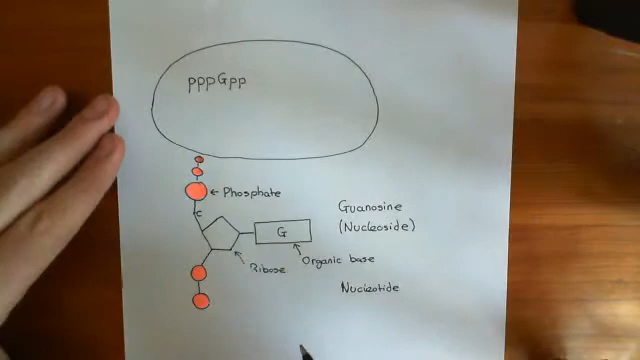 pppGpp
Phosphate
c
Guanosine
(Nucleoside)
G
Organic base
Ribose
Nucleotide